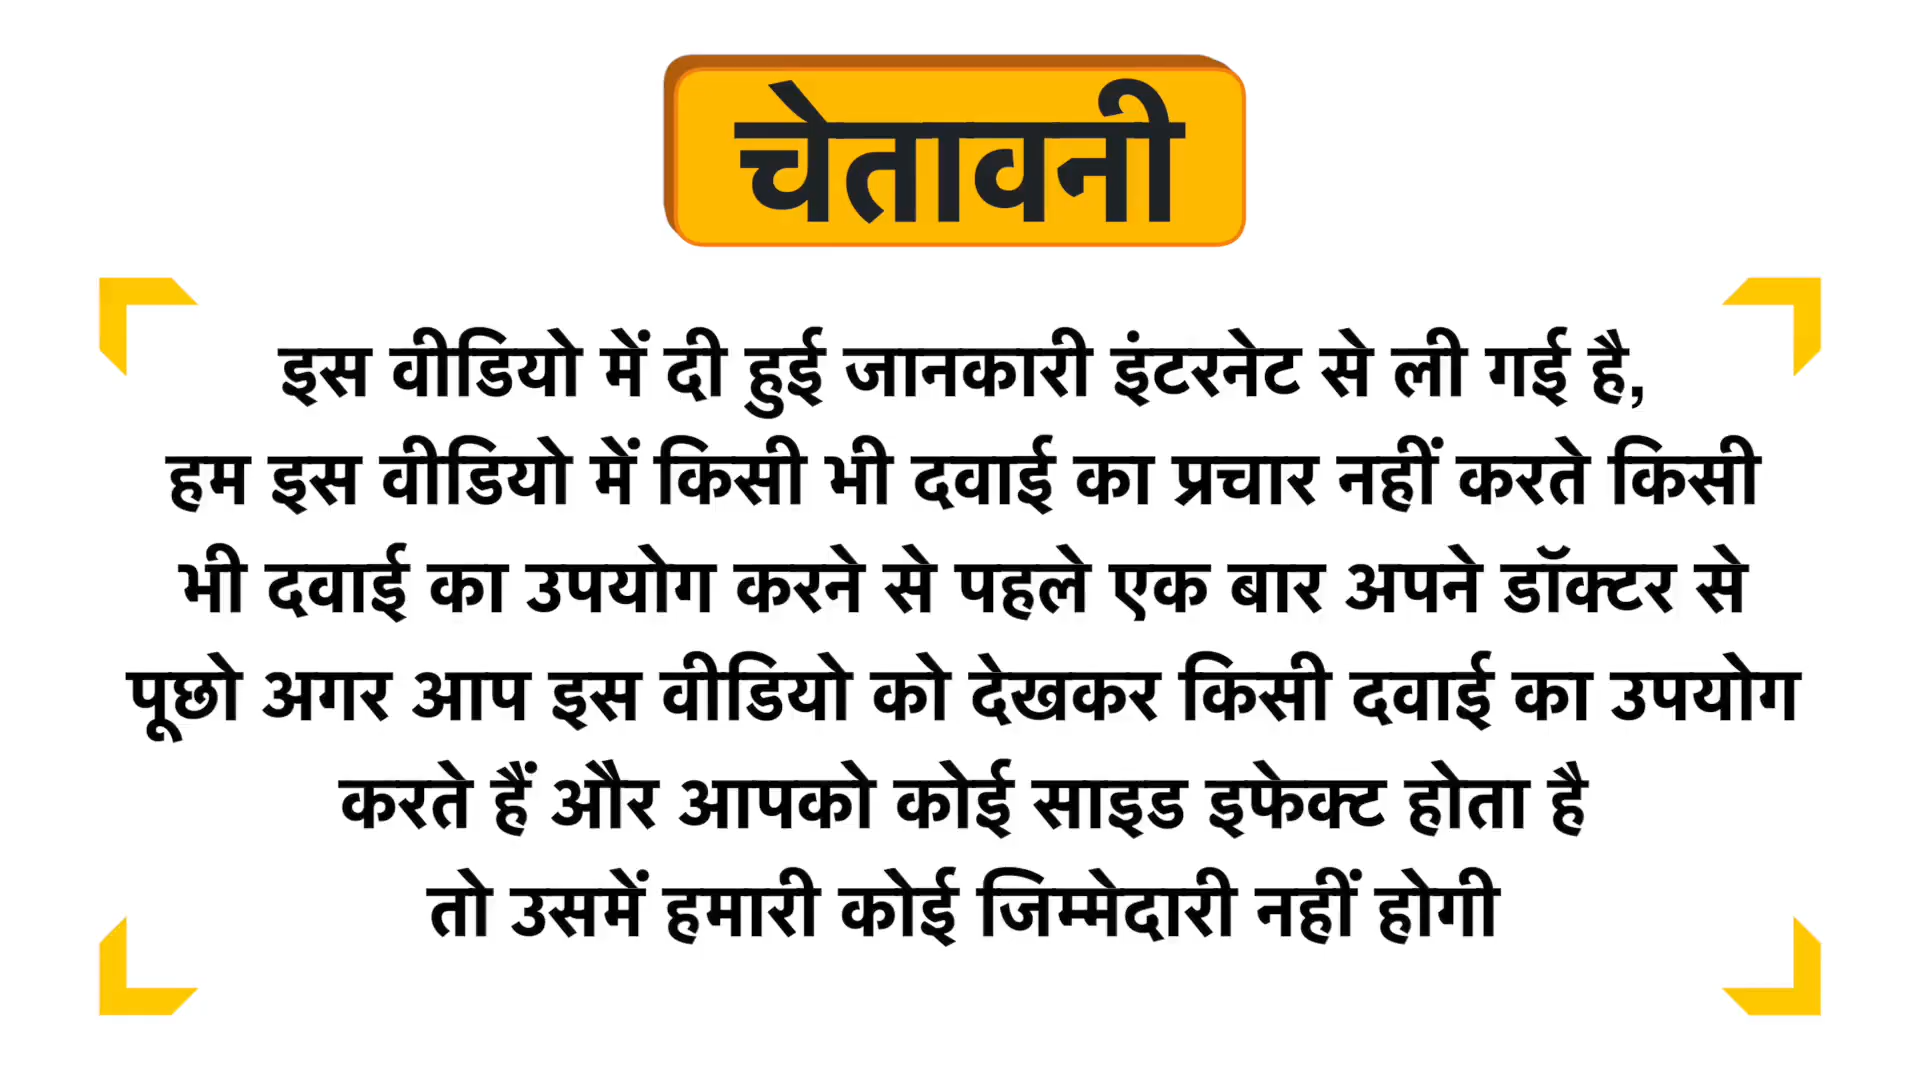 चेतावनी
इस वीडियो में दी हुई जानकारी इंटरनेट से ली गई है,
हम इस वीडियो में किसी भी दवाई का प्रचार नहीं करते किसी
भी दवाई का उपयोग करने से पहले एक बार अपने डॉक्टर से
पूछो अगर आप इस वीडियो को देखकर किसी दवाई का उपयोग
करते हैं और आपको कोई साइड इफेक्ट होता है
तो उसमें हमारी कोई जिम्मेदारी नहीं होगी